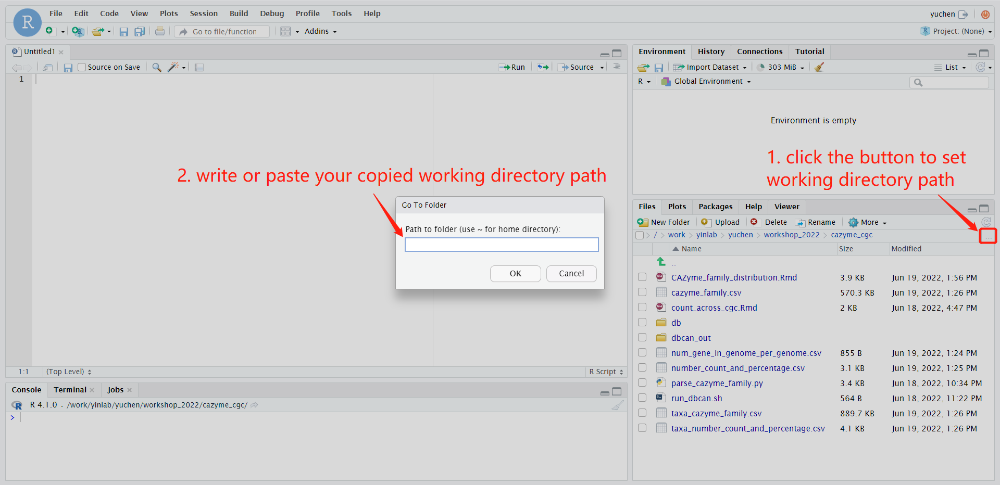 R
File Edit Code View Plots Session Build Debug Profile Tools Help
yuchen
Go to file/function
Addins
Project: (None)
Untitled1
Source on Save
Run
Source
1
1:1
(Top Level)
R Script
Console Terminal Jobs
R 4.1.0 . /work/yinlab/yuchen/workshop_2022/cazyme_cgc/
>
Environment History Connections Tutorial
Import Dataset
303 MiB
List
R
Global Environment
Environment is empty
1. click the button to set
working directory path
2. write or paste your copied working directory path
Go To Folder
Path to folder (use ~ for home directory):
OK
Cancel
Files Plots Packages Help Viewer
New Folder Upload Delete Rename More
/ work yinlab yuchen workshop_2022 cazyme_cgc
...
Name Size Modified
..
CAZyme_family_distribution.Rmd 3.9 KB Jun 19, 2022, 1:56 PM
cazyme_family.csv 570.3 KB Jun 19, 2022, 1:26 PM
count_across_cgc.Rmd 2 KB Jun 18, 2022, 4:47 PM
db
dbcan_out
num_gene_in_genome_per_genome.csv 855 B Jun 19, 2022, 1:24 PM
number_count_and_percentage.csv 3.1 KB Jun 19, 2022, 1:25 PM
parse_cazyme_family.py 3.4 KB Jun 18, 2022, 10:34 PM
run_dbcan.sh 564 B Jun 18, 2022, 11:22 PM
taxa_cazyme_family.csv 889.7 KB Jun 19, 2022, 1:26 PM
taxa_number_count_and_percentage.csv 4.1 KB Jun 19, 2022, 1:26 PM